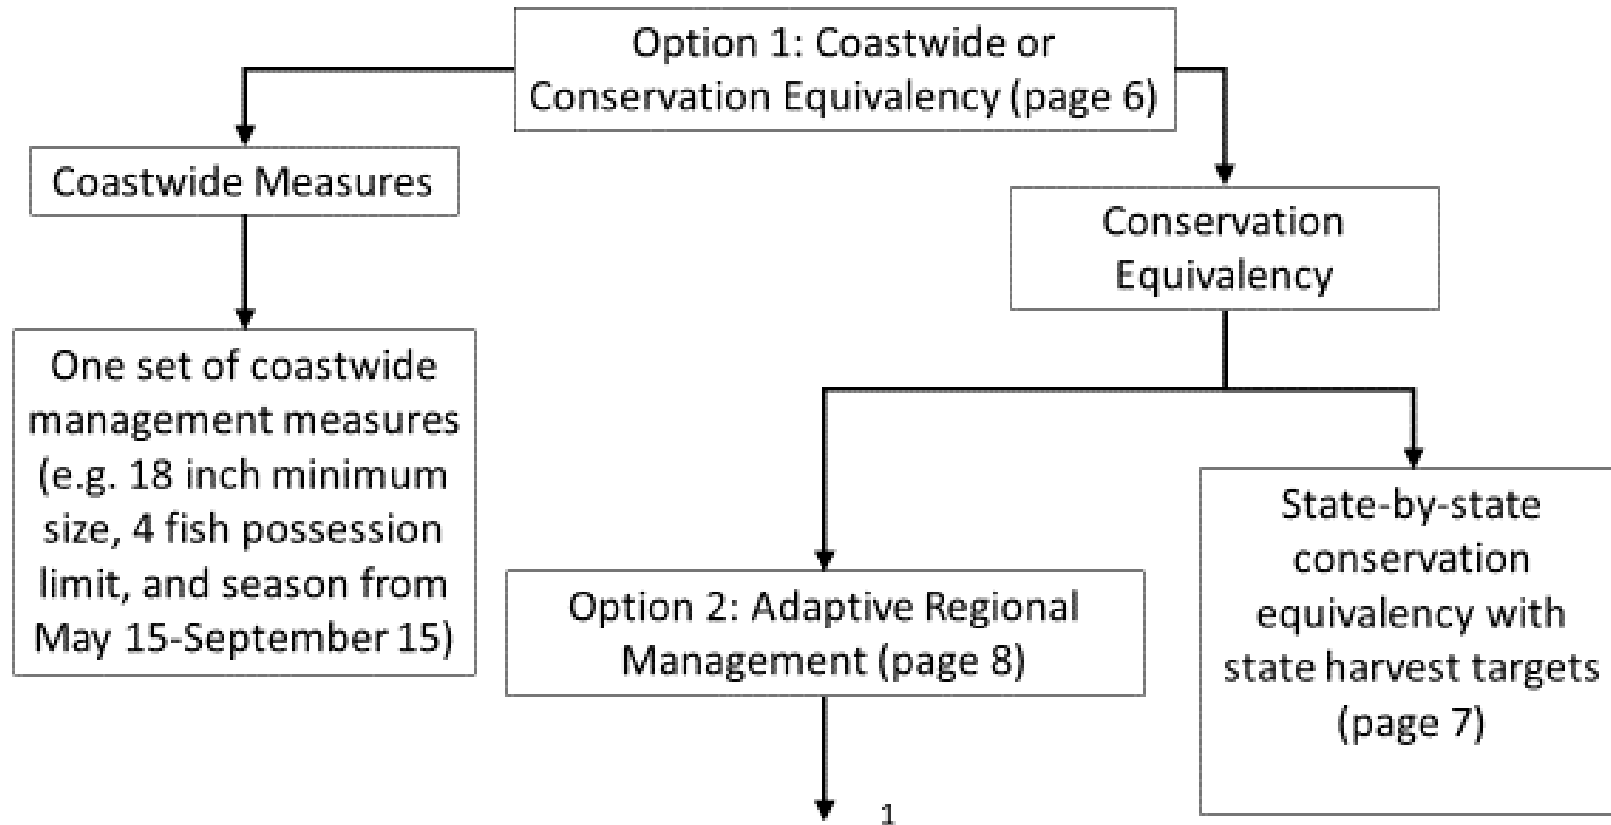 Option 1: Coastwide or
Conservation Equivalency (page 6)
Coastwide Measures
Conservation
Equivalency
One set of coastwide
management measures
(e.g. 18 inch minimum
size, 4 fish possession
limit, and season from
May 15-September 15)
Option 2: Adaptive Regional
Management (page 8)
State-by-state
conservation
equivalency with
state harvest targets
(page 7)
1